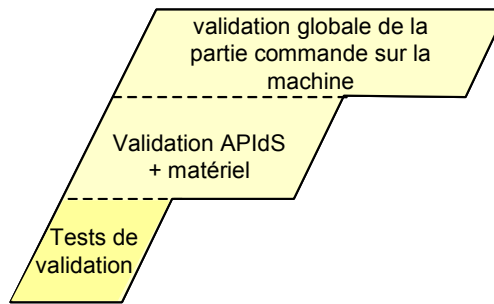 validation globale de la
partie commande sur la
machine
Validation APIdS
+ matériel
Tests de
validation